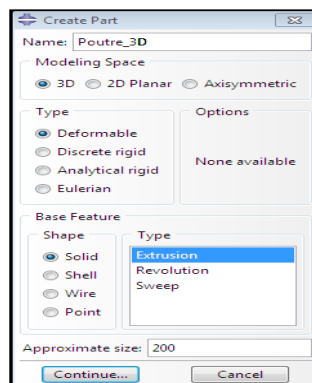 Create Part
Name: Poutre_3D
Modeling Space
3D 2D Planar Axisymmetric
Type
Options
Deformable
Discrete rigid
Analytical rigid
Eulerian
None available
Base Feature
Shape
Type
Solid
Shell
Wire
Point
Extrusion
Revolution
Sweep
Approximate size: 200
Continue... Cancel